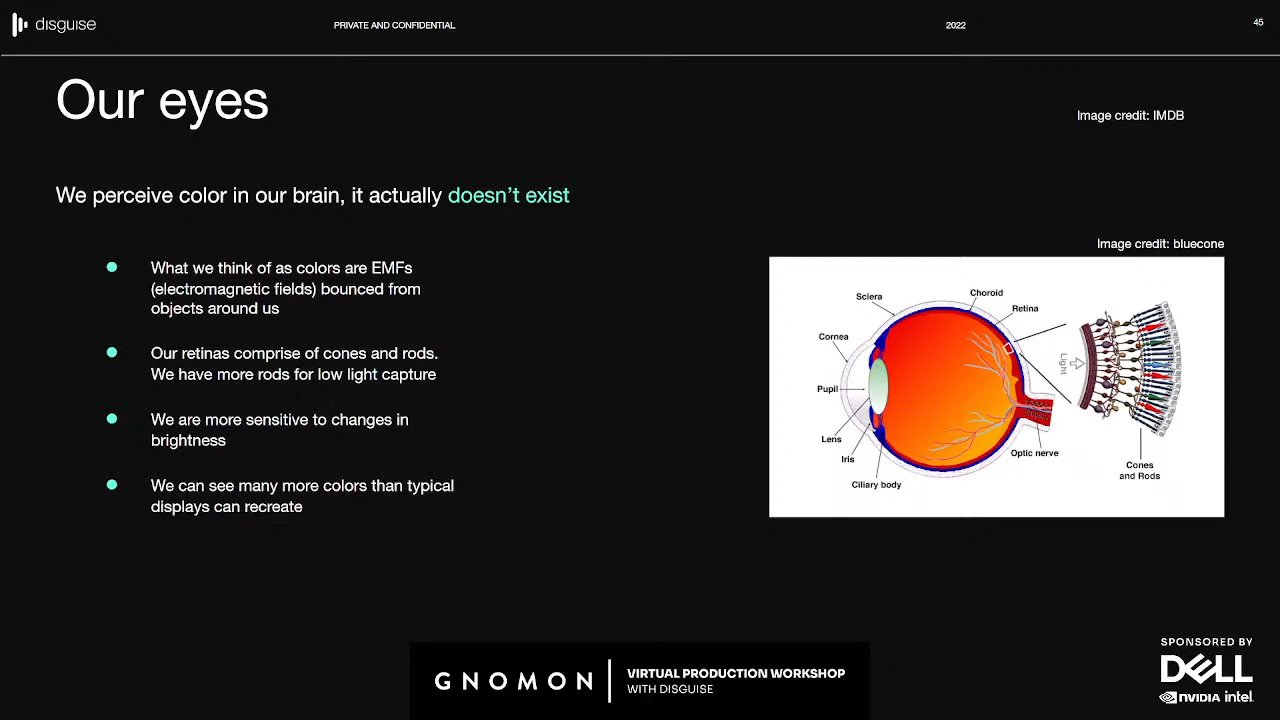 disguise
PRIVATE AND CONFIDENTIAL
2022
45
Our eyes
Image credit: IMDB
We perceive color in our brain, it actually doesn't exist
What we think of as colors are EMFs
(electromagnetic fields) bounced from
objects around us
Our retinas comprise of cones and rods.
We have more rods for low light capture
We are more sensitive to changes in
brightness
We can see many more colors than typical
displays can recreate
Image credit: bluecone
Sclera
Choroid
Retina
Cornea
Pupil
Lens
Iris
Ciliary body
Optic nerve
Light
Cones
and Rods
GNOMON
VIRTUAL PRODUCTION WORKSHOP
WITH DISGUISE
SPONSORED BY
DELL
NVIDIA intel.